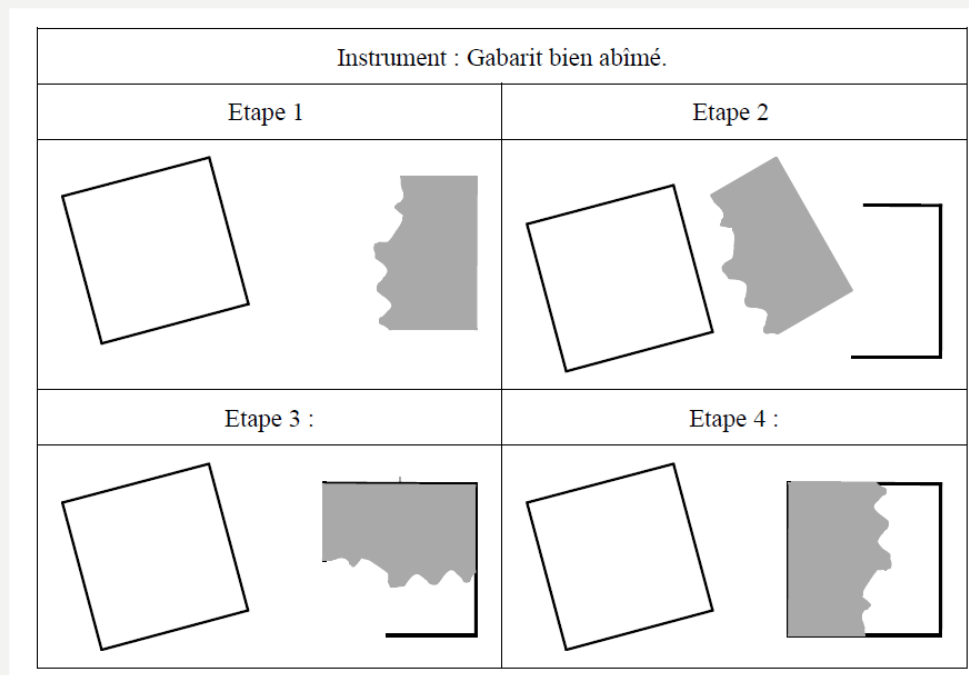 Instrument : Gabarit bien abîmé.
Etape 1
Etape 2
Etape 3 :
Etape 4 :